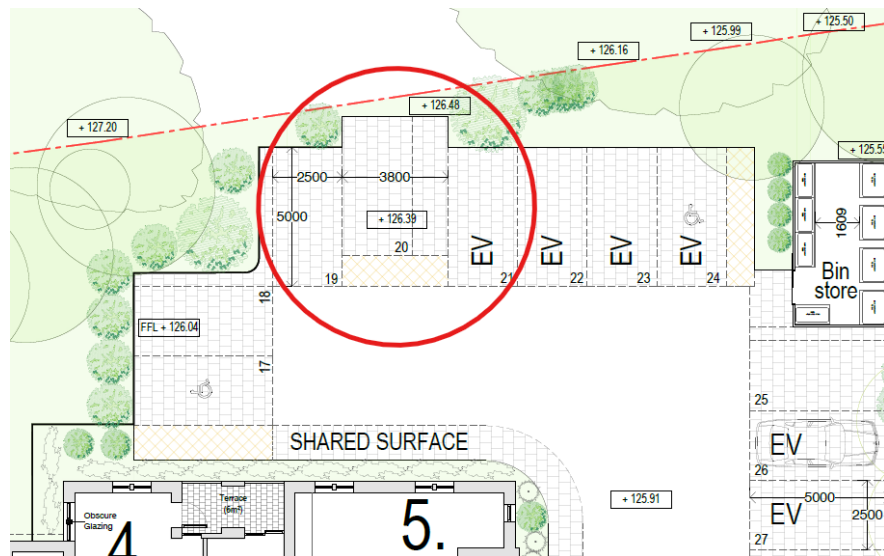 + 125.50
+ 125.99
+ 126.16
+ 126.48
+ 127.20
+ 125.55
2500
3800
5000
+ 126.39
20
19
EV
21
EV
22
EV
23
EV
24
1609
Bin
store
18
FFL + 126.04
17
25
SHARED SURFACE
EV
26
+ 125.91
5000
EV
2500
27
Terrace
(6m²)
Obscure
Glazing
4
5.